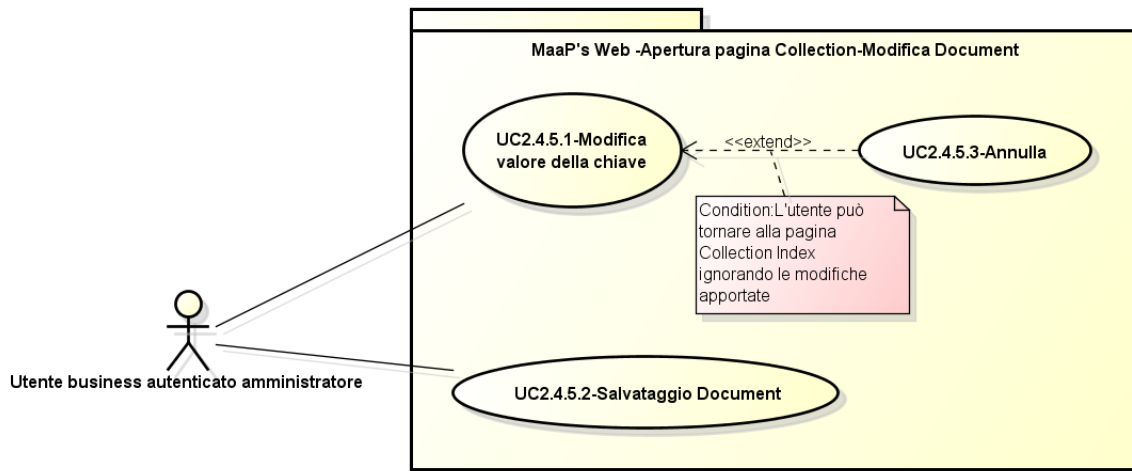 MaaP's Web -Apertura pagina Collection-Modifica Document
UC2.4.5.1-Modifica
valore della chiave
<<extend>>
UC2.4.5.3-Annulla
Condition:L'utente può
tornare alla pagina
Collection Index
ignorando le modifiche
apportate
Utente business autenticato amministratore
UC2.4.5.2-Salvataggio Document